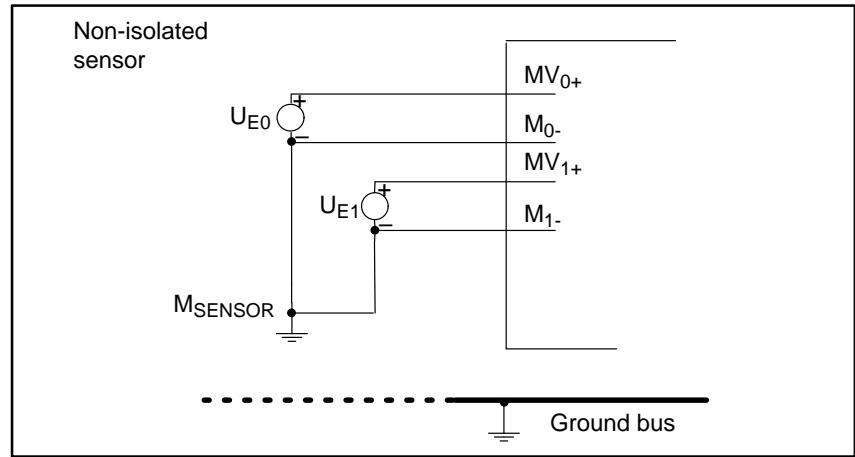 Non-isolated
sensor
MV0+
UE0
+
−
M0-
MV1+
UE1
+
−
M1-
MSENSOR
Ground bus